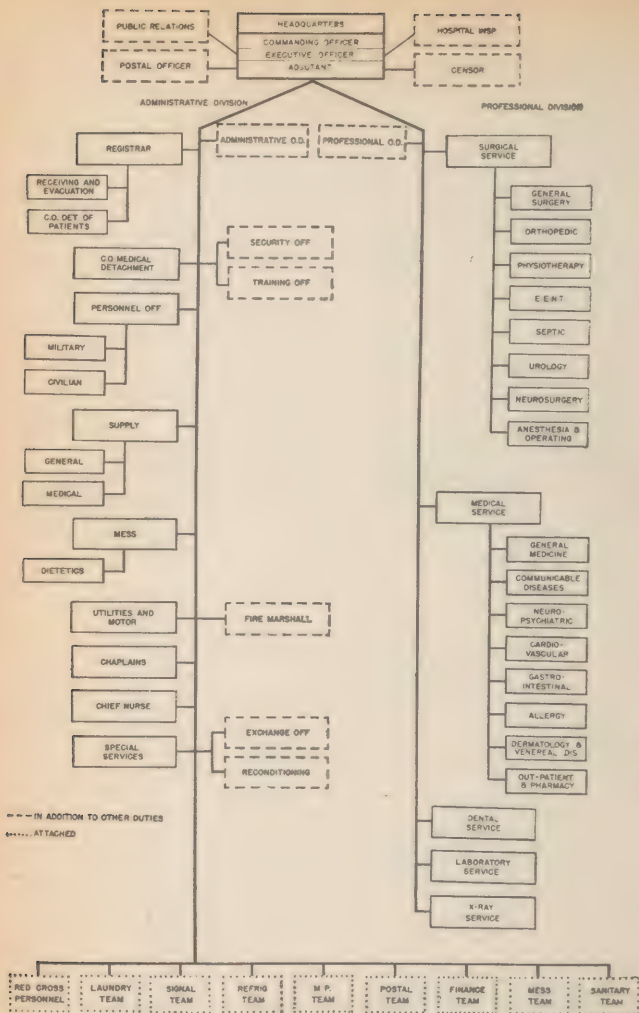 PUBLIC RELATIONS
POSTAL OFFICER
HEADQUARTERS
COMMANDING OFFICER
EXECUTIVE OFFICER
ADJUTANT
HOSPITAL INSP
CENSOR
ADMINISTRATIVE DIVISION
PROFESSIONAL DIVISION
ADMINISTRATIVE O.D.
PROFESSIONAL O.D.
REGISTRAR
RECEIVING AND
EVACUATION
C.O. DET OF
PATIENTS
C.O MEDICAL
DETACHMENT
SECURITY OFF
TRAINING OFF
PERSONNEL OFF
MILITARY
CIVILIAN
SUPPLY
GENERAL
MEDICAL
MESS
DIETETICS
UTILITIES AND
MOTOR
FIRE MARSHALL
CHAPLAINS
CHIEF NURSE
SPECIAL
SERVICES
EXCHANGE OFF
RECONDITIONING
SURGICAL
SERVICE
GENERAL
SURGERY
ORTHOPEDIC
PHYSIOTHERAPY
E.E.N.T.
SEPTIC
UROLOGY
NEUROSURGERY
ANESTHESIA &
OPERATING
MEDICAL
SERVICE
GENERAL
MEDICINE
COMMUNICABLE
DISEASES
NEURO-
PSYCHIATRIC
CARDIO-
VASCULAR
GASTRO-
INTESTINAL
ALLERGY
DERMATOLOGY &
VENEREAL DIS
OUT-PATIENT
& PHARMACY
DENTAL
SERVICE
LABORATORY
SERVICE
X-RAY
SERVICE
IN ADDITION TO OTHER DUTIES
ATTACHED
RED CROSS
PERSONNEL
LAUNDRY
TEAM
SIGNAL
TEAM
REFRIG
TEAM
M P.
TEAM
POSTAL
TEAM
FINANCE
TEAM
MESS
TEAM
SANITARY
TEAM